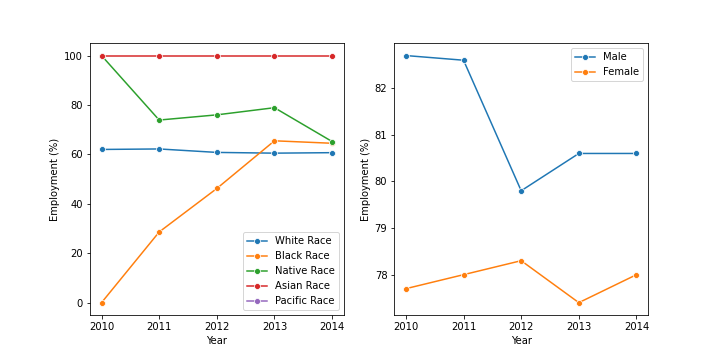 100
80
60
40
20
0
Employment (%)
2010 2011 2012 2013 2014
Year
White Race
Black Race
Native Race
Asian Race
Pacific Race
82
81
80
79
78
Employment (%)
2010 2011 2012 2013 2014
Year
Male
Female